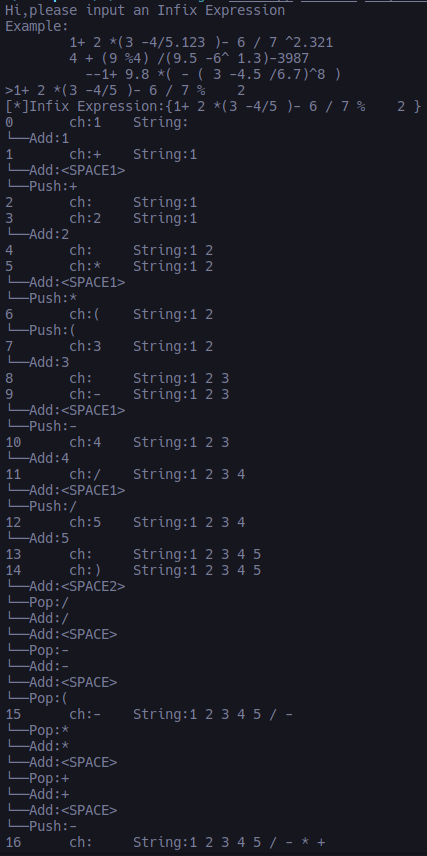 Hi,please input an Infix Expression
Example:
        1+ 2 *(3 -4/5.123 )- 6 / 7 ^2.321
        4 + (9 %4) /(9.5 -6^ 1.3)-3987
          --1+ 9.8 *( - ( 3 -4.5 /6.7)^8 )
>1+ 2 *(3 -4/5 )- 6 / 7 %    2
[*]Infix Expression:{1+ 2 *(3 -4/5 )- 6 / 7 %    2 }
0       ch:1    String:
└──Add:1
1       ch:+    String:1
└──Add:<SPACE1>
└──Push:+
2       ch:     String:1
3       ch:2    String:1
└──Add:2
4       ch:     String:1 2
5       ch:*    String:1 2
└──Add:<SPACE1>
└──Push:*
6       ch:(    String:1 2
└──Push:(
7       ch:3    String:1 2
└──Add:3
8       ch:     String:1 2 3
9       ch:-    String:1 2 3
└──Add:<SPACE1>
└──Push:-
10      ch:4    String:1 2 3
└──Add:4
11      ch:/    String:1 2 3 4
└──Add:<SPACE1>
└──Push:/
12      ch:5    String:1 2 3 4
└──Add:5
13      ch:     String:1 2 3 4 5
14      ch:)    String:1 2 3 4 5
└──Add:<SPACE2>
└──Pop:/
└──Add:/
└──Add:<SPACE>
└──Pop:-
└──Add:-
└──Add:<SPACE>
└──Pop:(
15      ch:-    String:1 2 3 4 5 / -
└──Pop:*
└──Add:*
└──Add:<SPACE>
└──Pop:+
└──Add:+
└──Add:<SPACE>
└──Push:-
16      ch:     String:1 2 3 4 5 / - * +